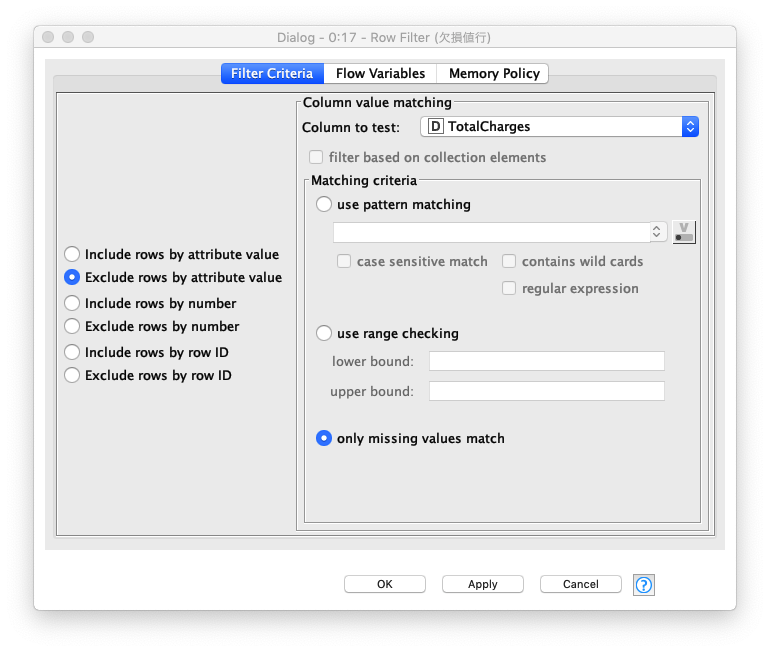 Dialog - 0:17 - Row Filter (欠損値行)
Filter Criteria
Flow Variables
Memory Policy
Include rows by attribute value
Exclude rows by attribute value
Include rows by number
Exclude rows by number
Include rows by row ID
Exclude rows by row ID
Column value matching
Column to test:
D TotalCharges
filter based on collection elements
Matching criteria
use pattern matching
V
case sensitive match
contains wild cards
regular expression
use range checking
lower bound:
upper bound:
only missing values match
OK
Apply
Cancel
?